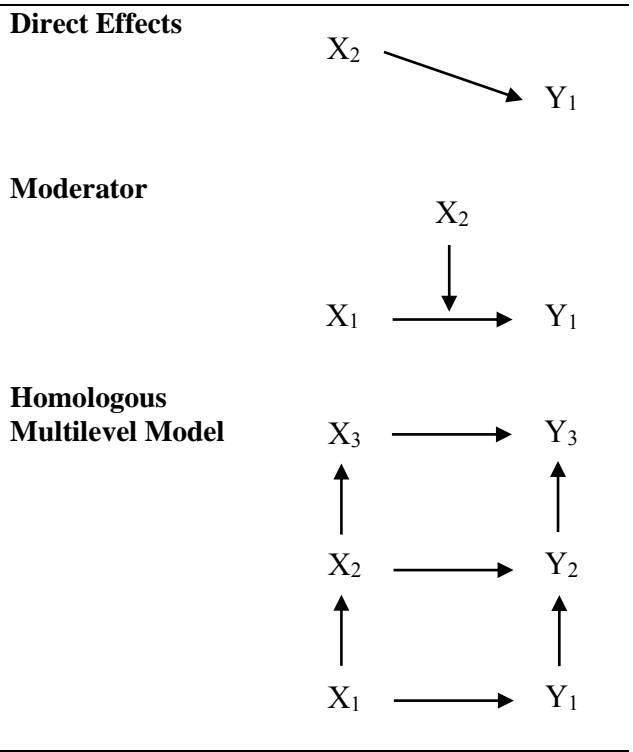 Direct Effects
X₂
Y₁
Moderator
X₂
X₁ Y₁
Homologous
Multilevel Model X₃ Y₃
X₂ Y₂
X₁ Y₁